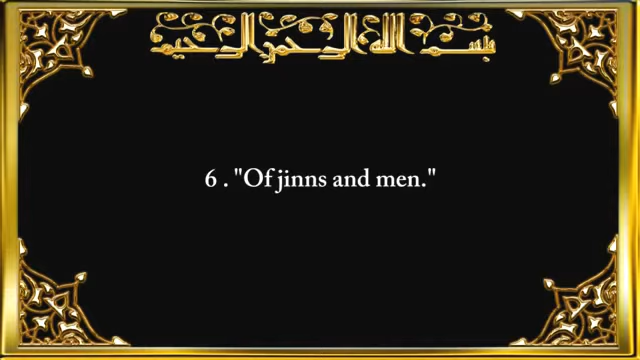 بسم الله الرحمن الرحيم
6 . "Of jinns and men."